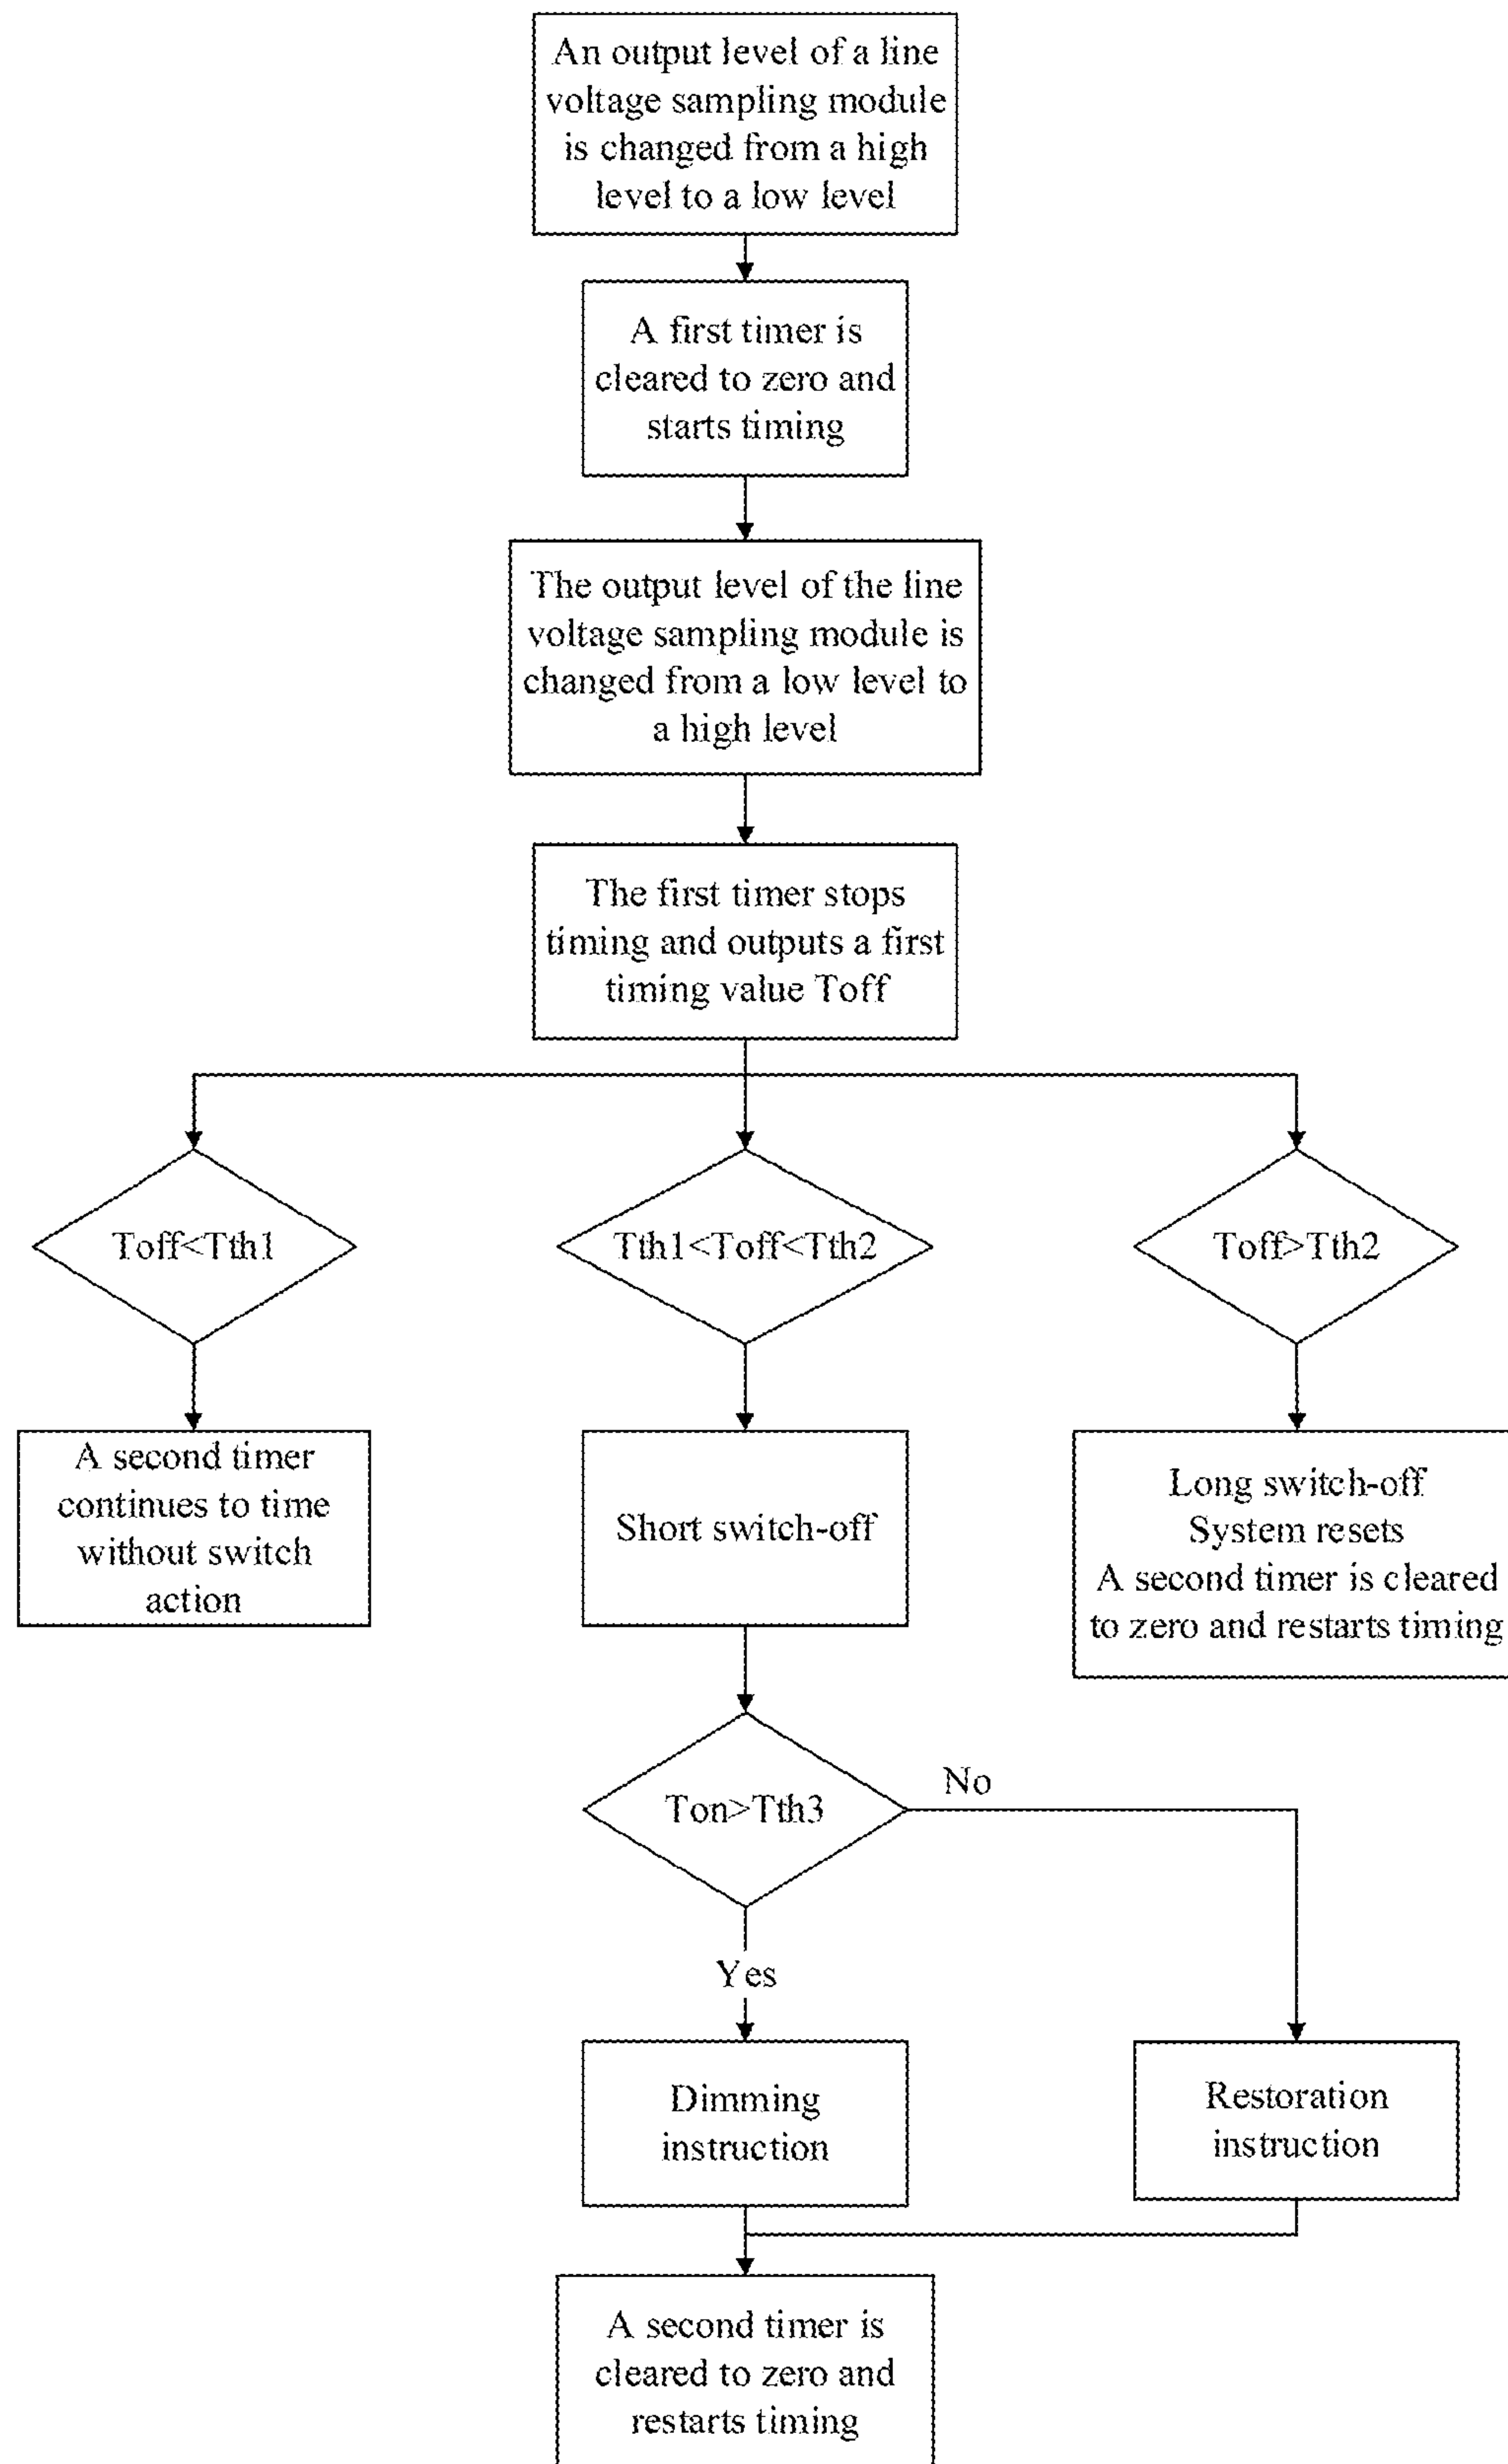 An output level of a line
voltage sampling module
is changed from a high
level to a low level
A first timer is
cleared to zero and
starts timing
The output level of the line
voltage sampling module is
changed from a low level to
a high level
The first timer stops
timing and outputs a first
timing value Toff
Toff<Tth1
Tth1<Toff<Tth2
Toff>Tth2
A second timer
continues to time
without switch
action
Short switch-off
Long switch-off
System resets
A second timer is cleared
to zero and restarts timing
Ton>Tth3
No
Yes
Dimming
instruction
Restoration
instruction
A second timer is
cleared to zero and
restarts timing